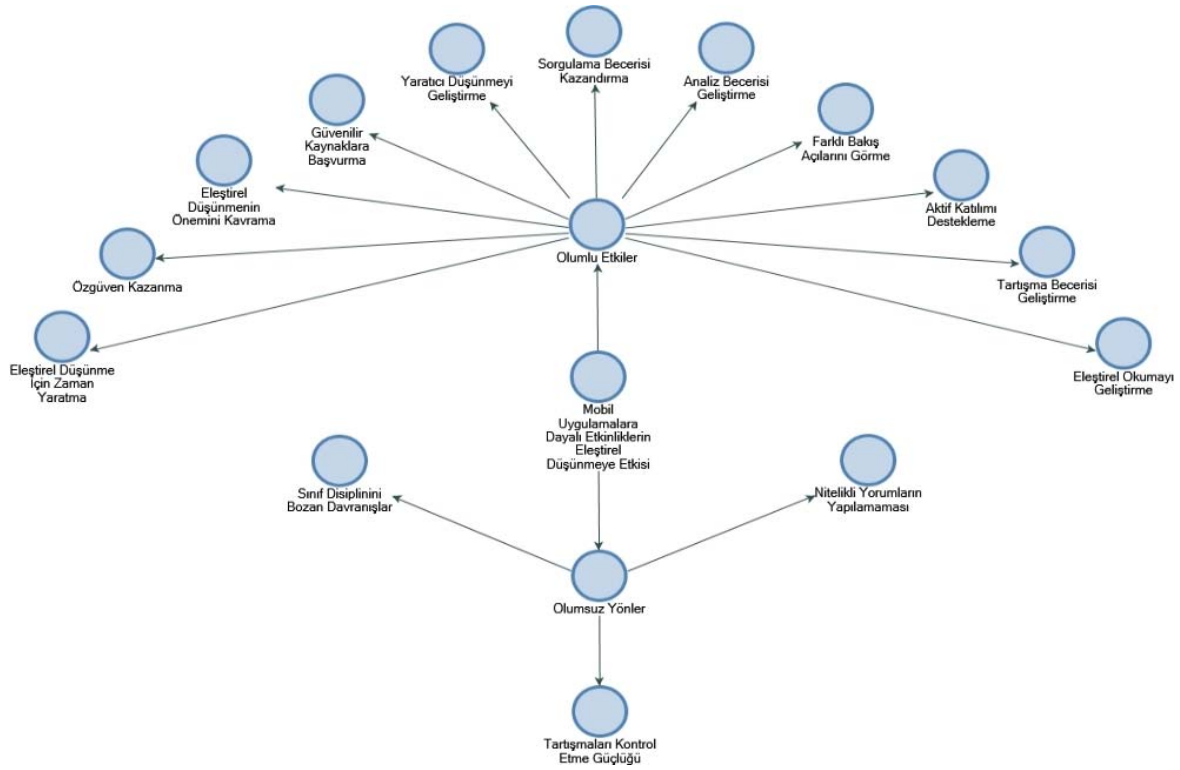 Sorgulama Becerisi
Kazandırma
Yaratıcı Düşünmeyi
Geliştirme
Analiz Becerisi
Geliştirme
Güvenilir
Kaynaklara
Başvurma
Farklı Bakış
Açılarını Görme
Eleştirel
Düşünmenin
Önemini Kavrama
Aktif Katılımı
Destekleme
Olumlu Etkiler
Özgüven Kazanma
Tartışma Becerisi
Geliştirme
Eleştirel Düşünme
İçin Zaman
Yaratma
Eleştirel Okumayı
Geliştirme
Mobil
Uygulamalara
Dayalı Etkinliklerin
Eleştirel
Düşünmeye Etkisi
Sınıf Disiplinini
Bozan Davranışlar
Nitelikli Yorumların
Yapılamaması
Olumsuz Yönler
Tartışmaları Kontrol
Etme Güçlüğü